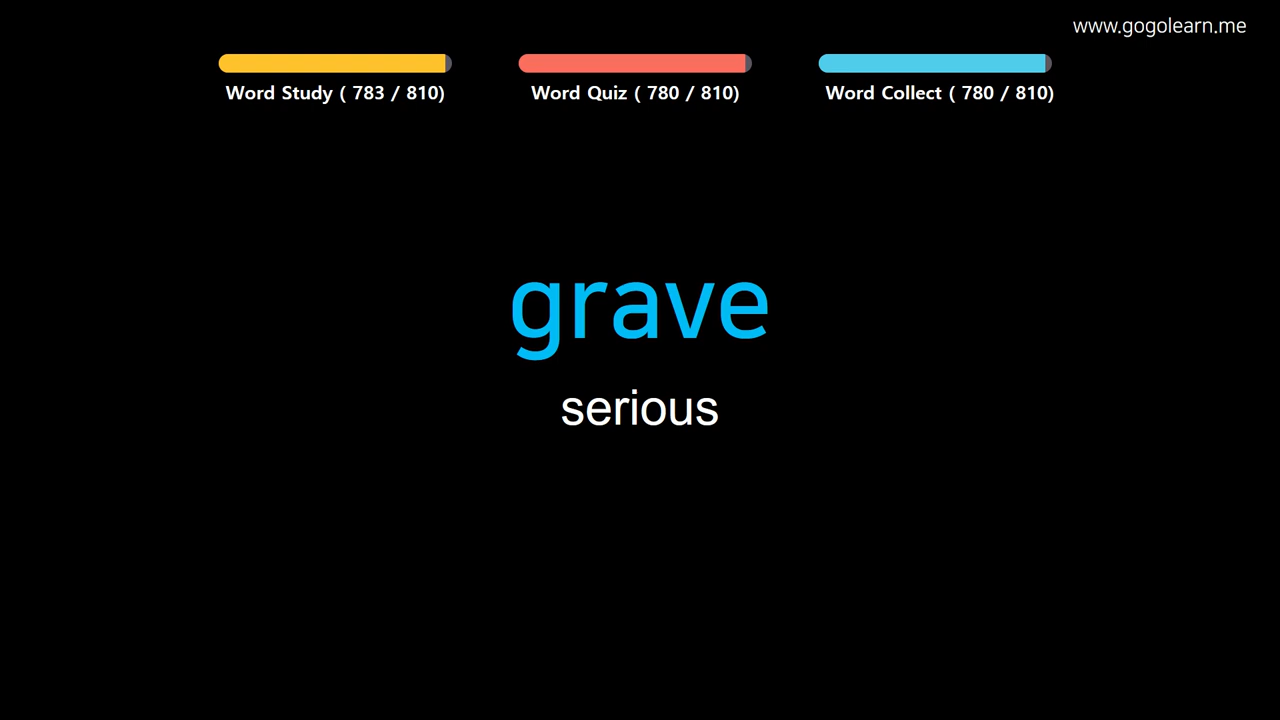 www.gogolearn.me
Word Study ( 783 / 810)
Word Quiz ( 780 / 810)
Word Collect ( 780 / 810)
grave
serious